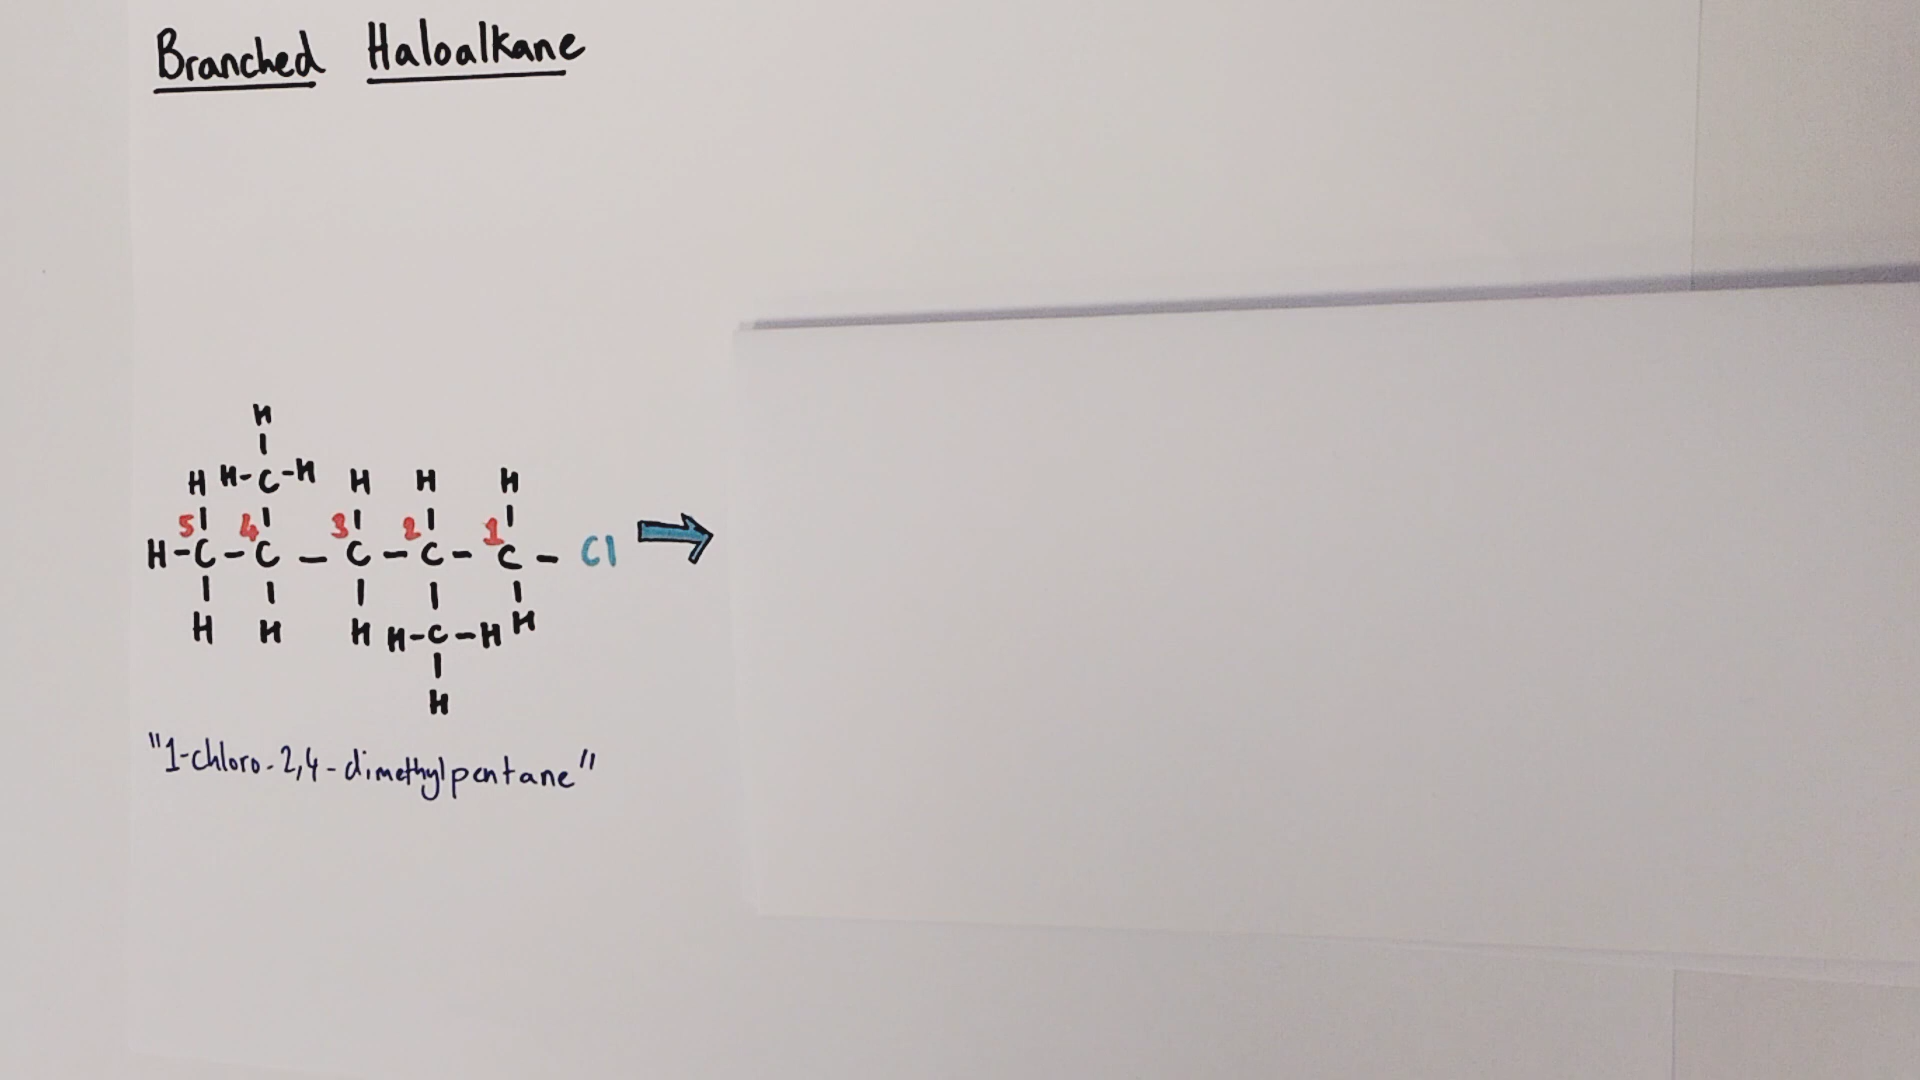 Branched Haloalkane
H
H H-C-H H H H
5 4 3 2 1
H-C-C-C-C-C-Cl
H H H H-C-H H
H
"1-chloro-2,4-dimethylpentane"